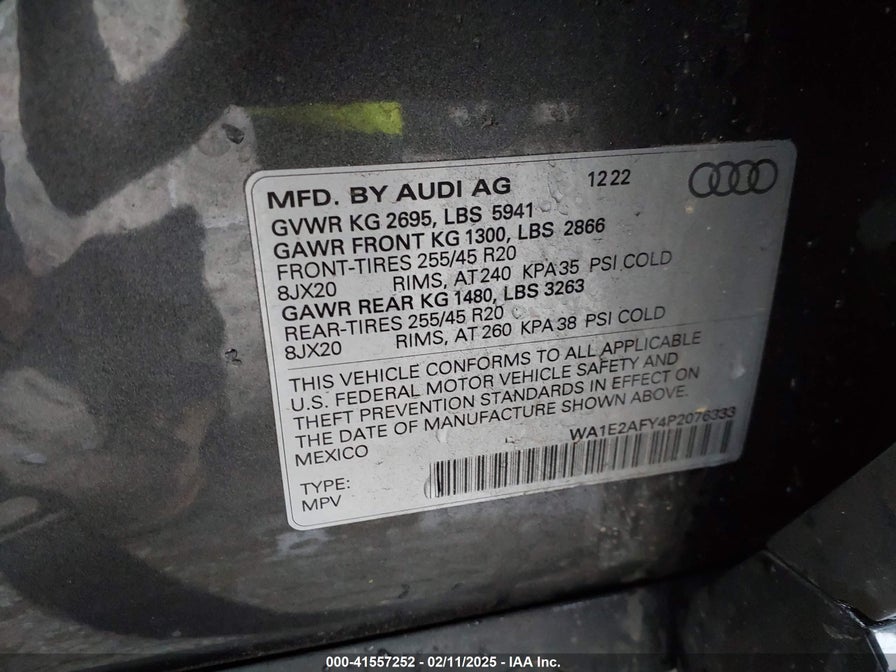 MFD. BY AUDI AG 1222
GVWR KG 2695, LBS 5941
GAWR FRONT KG 1300, LBS 2866
FRONT-TIRES 255/45 R20
8JX20 RIMS, AT 240 KPA 35 PSI COLD
GAWR REAR KG 1480, LBS 3263
REAR-TIRES 255/45 R20
8JX20 RIMS, AT 260 KPA 38 PSI COLD
THIS VEHICLE CONFORMS TO ALL APPLICABLE
U.S. FEDERAL MOTOR VEHICLE SAFETY AND
THEFT PREVENTION STANDARDS IN EFFECT ON
THE DATE OF MANUFACTURE SHOWN ABOVE.
MEXICO WA1E2AFY4P2076333
TYPE:
MPV
000-41557252 - 02/11/2025 - IAA Inc.